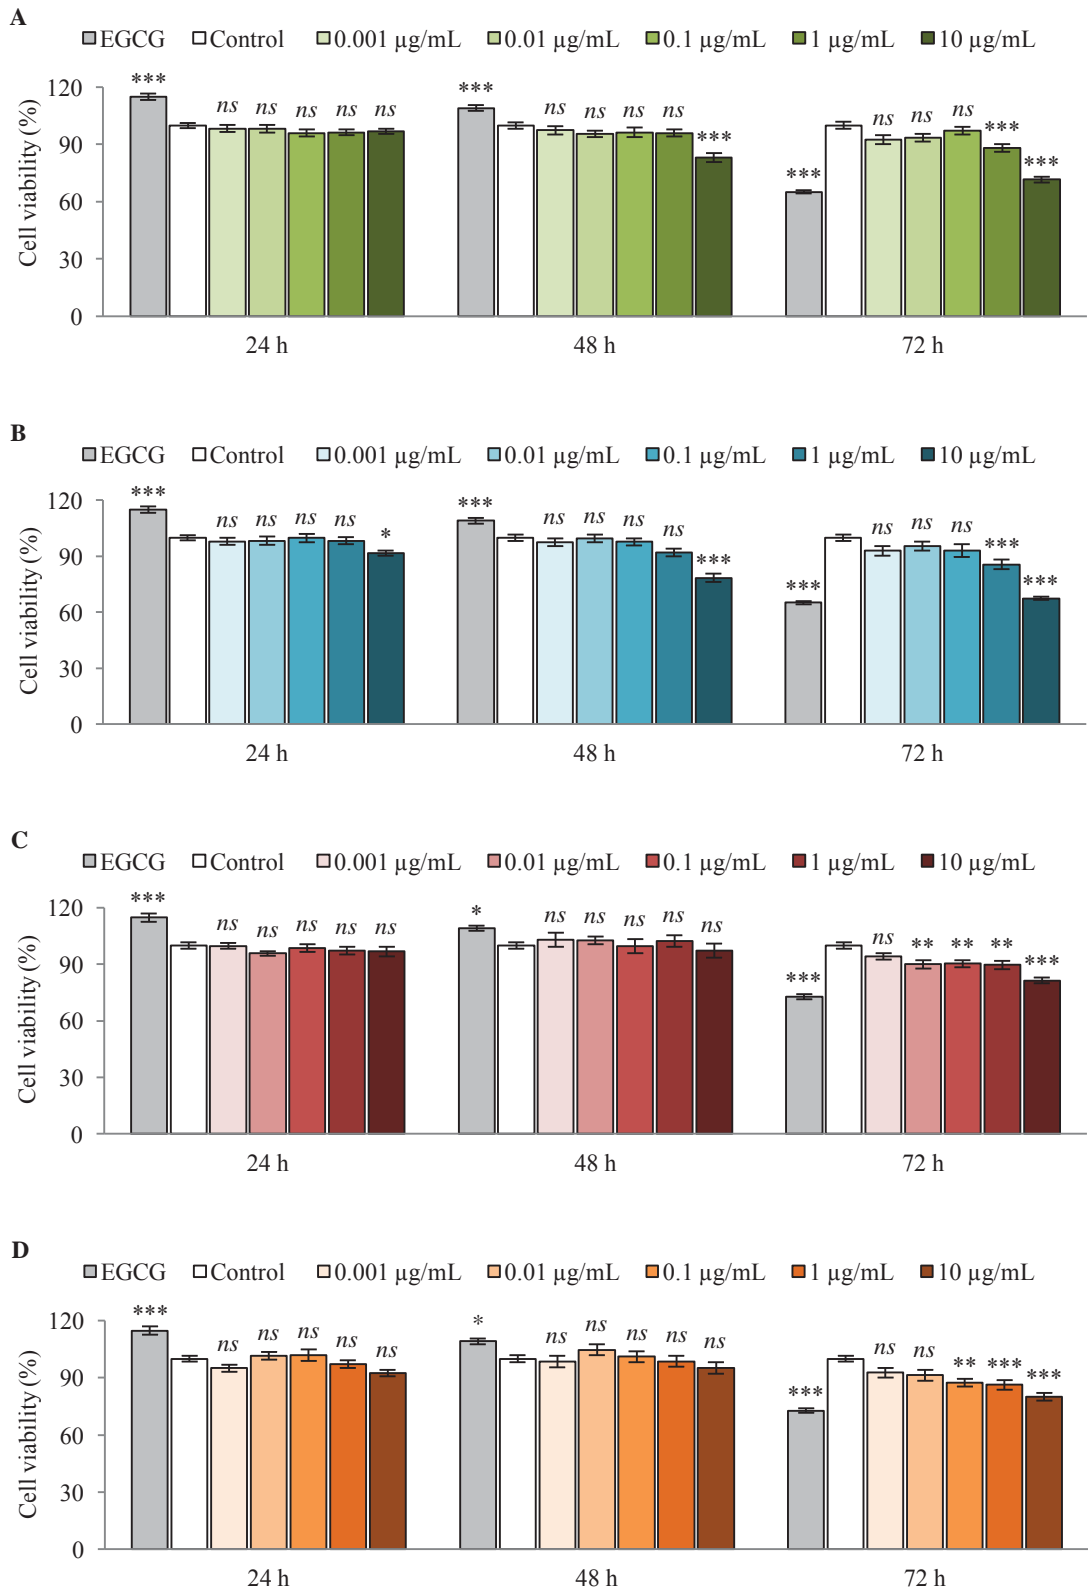 A
EGCG Control 0.001 µg/mL 0.01 µg/mL 0.1 µg/mL 1 µg/mL 10 µg/mL
Cell viability (%)
120
90
60
30
0
*** ns ns ns ns ns
*** ns ns ns ns ***
*** ns ns ns *** ***
24 h 48 h 72 h
B
EGCG Control 0.001 µg/mL 0.01 µg/mL 0.1 µg/mL 1 µg/mL 10 µg/mL
Cell viability (%)
120
90
60
30
0
*** ns ns ns ns *
*** ns ns ns ns ***
*** ns ns ns *** ***
24 h 48 h 72 h
C
EGCG Control 0.001 µg/mL 0.01 µg/mL 0.1 µg/mL 1 µg/mL 10 µg/mL
Cell viability (%)
120
90
60
30
0
*** ns ns ns ns ns
* ns ns ns ns ns
*** ns ** ** ** ***
24 h 48 h 72 h
D
EGCG Control 0.001 µg/mL 0.01 µg/mL 0.1 µg/mL 1 µg/mL 10 µg/mL
Cell viability (%)
120
90
60
30
0
*** ns ns ns ns ns
* ns ns ns ns ns
*** ns ns ** *** ***
24 h 48 h 72 h